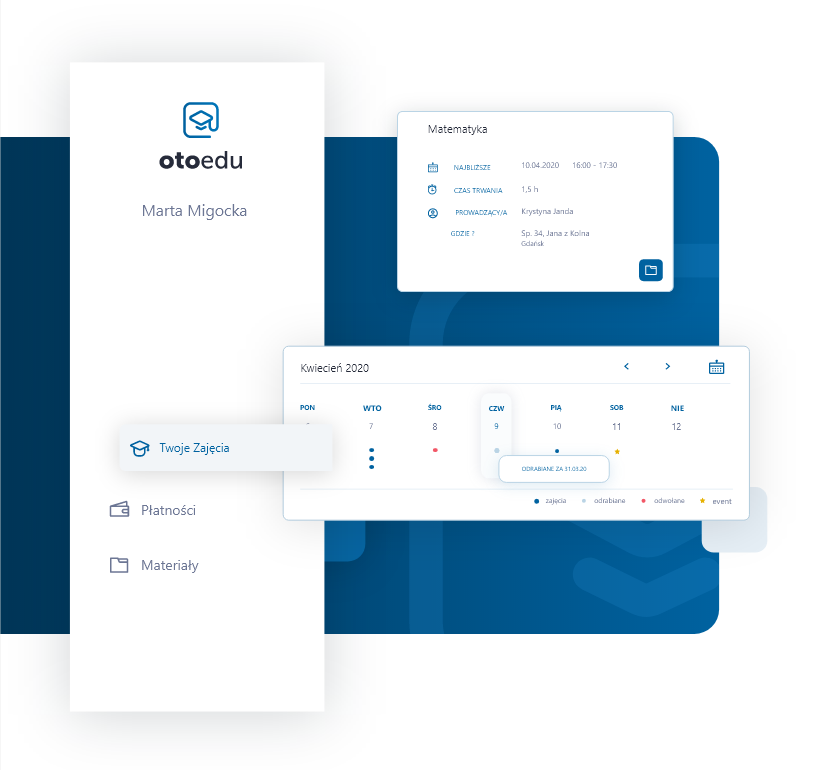 otoedu
Marta Migocka
Twoje Zajęcia
Płatności
Materiały
Matematyka
NAJBLIŻSZE 10.04.2020 16:00 - 17:30
CZAS TRWANIA 1,5 h
PROWADZĄCY/A Krystyna Janda
GDZIE ? Sp. 34, Jana z Kolna
Gdańsk
Kwiecień 2020
PON WTO ŚRO CZW PIĄ SOB NIE
7 8 9 10 11 12
ODRABIANE ZA 31.03.20
zajęcia odrabiane odwołane event